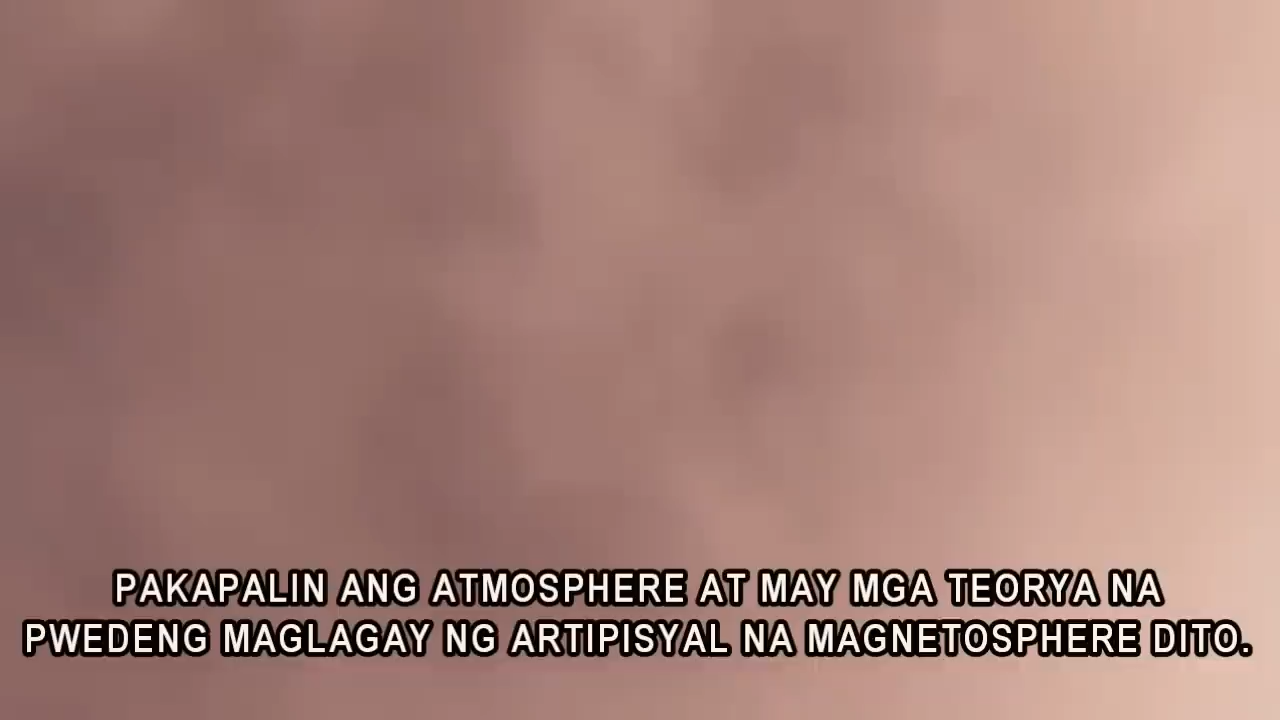 PAKAPALIN ANG ATMOSPHERE AT MAY MGA TEORYA NA
PWEDENG MAGLAGAY NG ARTIPISYAL NA MAGNETOSPHERE DITO.